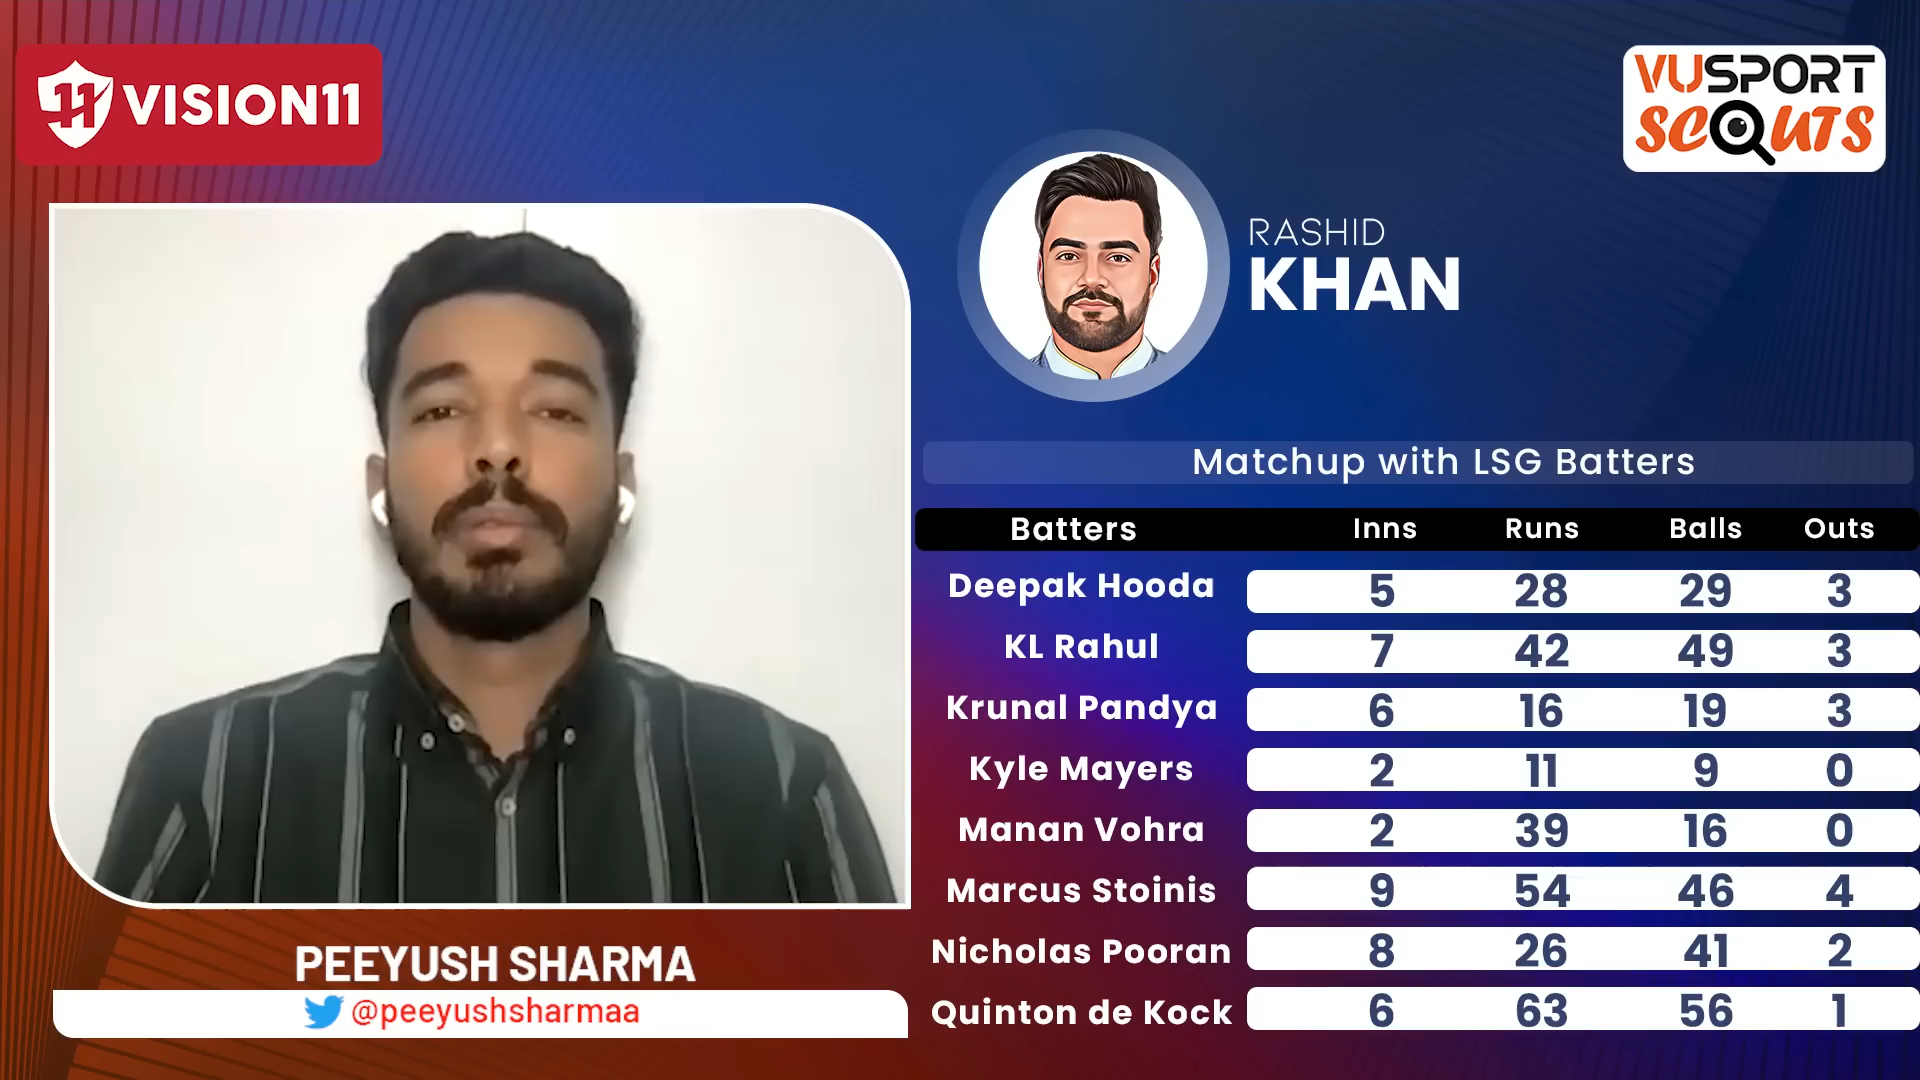 VISION11
VUSPORT
SCOUTS
RASHID
KHAN
Matchup with LSG Batters
Batters Inns Runs Balls Outs
Deepak Hooda 5 28 29 3
KL Rahul 7 42 49 3
Krunal Pandya 6 16 19 3
Kyle Mayers 2 11 9 0
Manan Vohra 2 39 16 0
Marcus Stoinis 9 54 46 4
Nicholas Pooran 8 26 41 2
Quinton de Kock 6 63 56 1
PEEYUSH SHARMA
@peeyushsharmaa